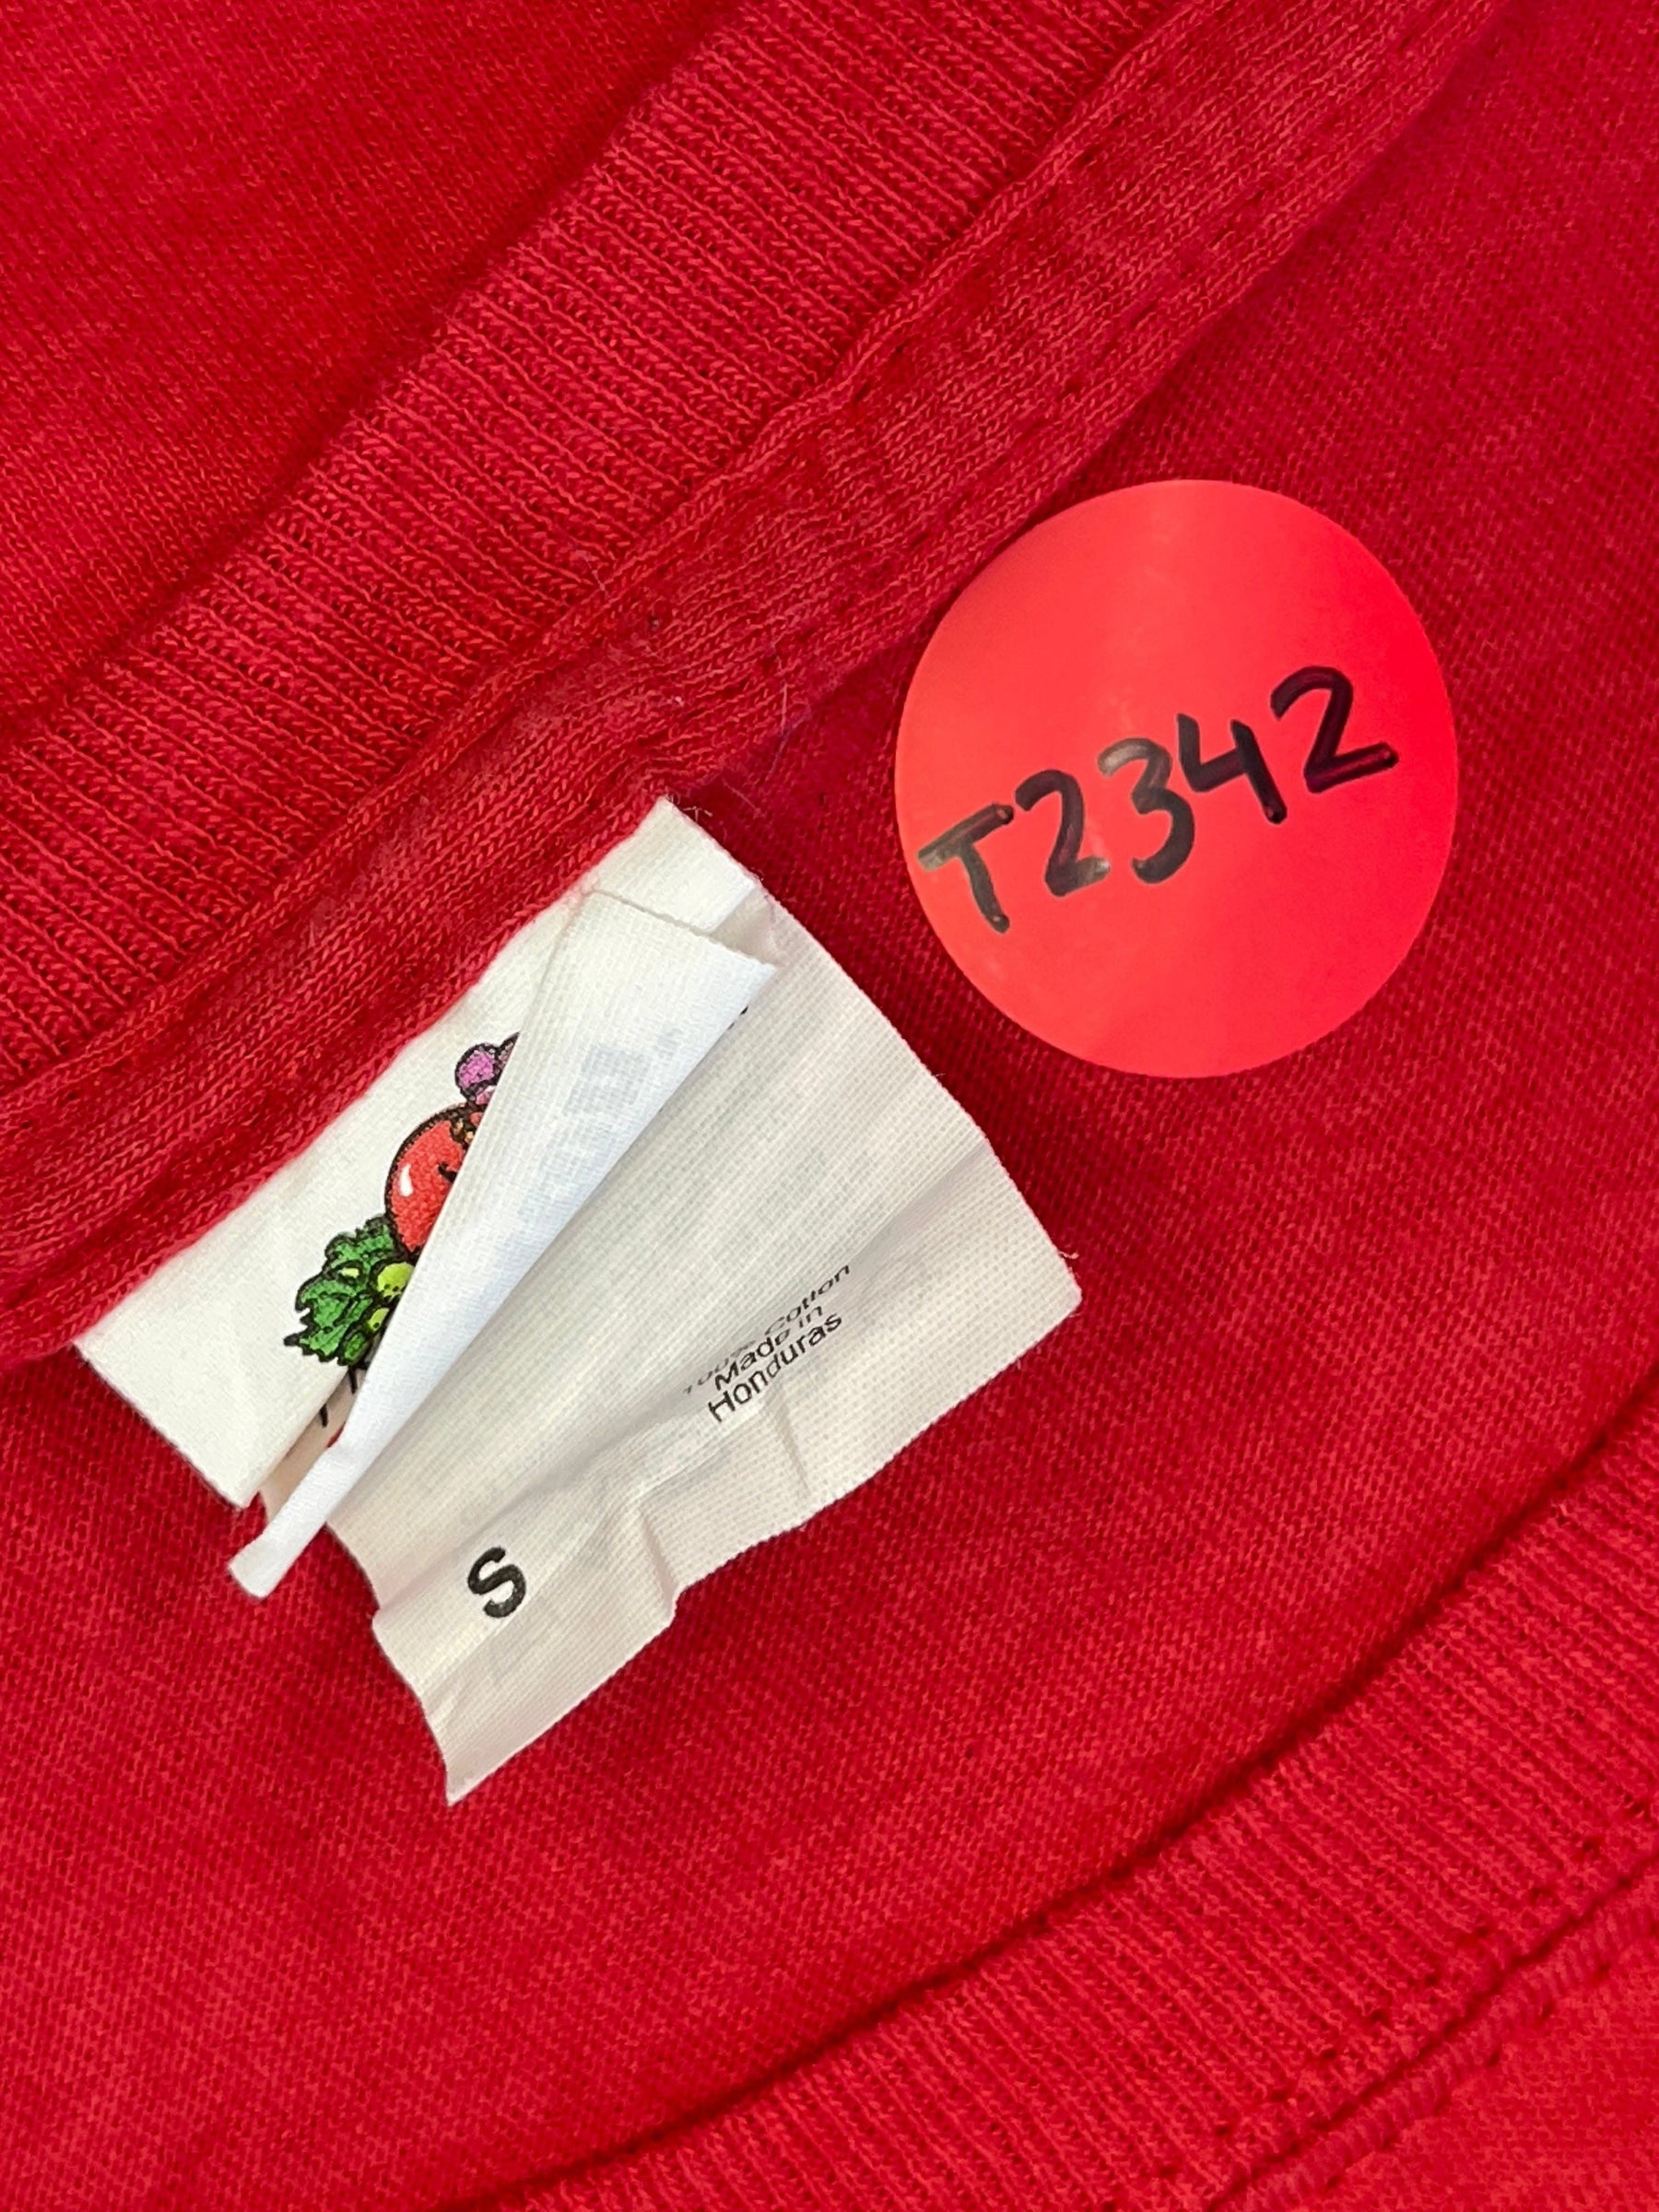 T2342
100% Cotton
Made in
Honduras
S